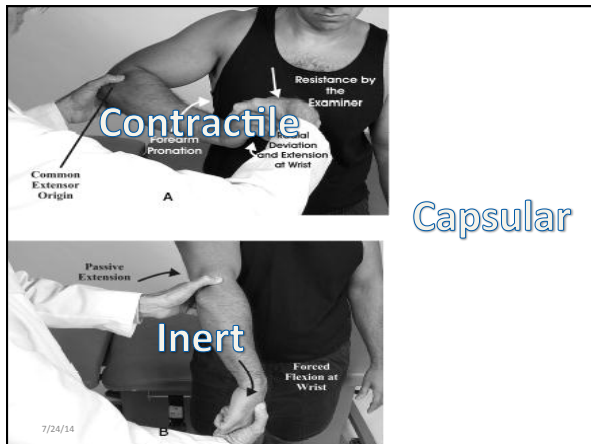 Resistance by
the
Examiner
Contractile
Forearm
Pronation
Radial
Deviation
and Extension
at Wrist
Common
Extensor
Origin
A
Capsular
Passive
Extension
Inert
Forced
Flexion at
Wrist
7/24/14
B